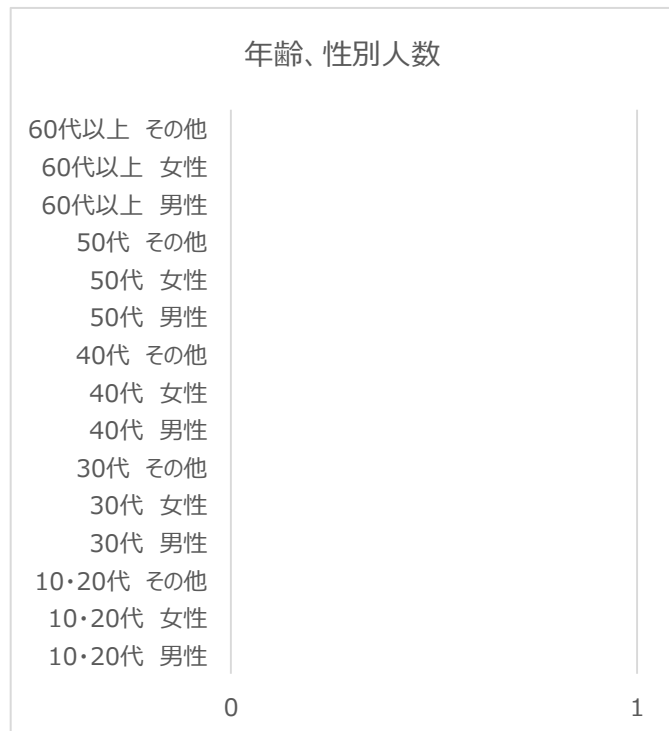 年齢、性別人数
60代以上 その他
60代以上 女性
60代以上 男性
50代 その他
50代 女性
50代 男性
40代 その他
40代 女性
40代 男性
30代 その他
30代 女性
30代 男性
10・20代 その他
10・20代 女性
10・20代 男性
0 1